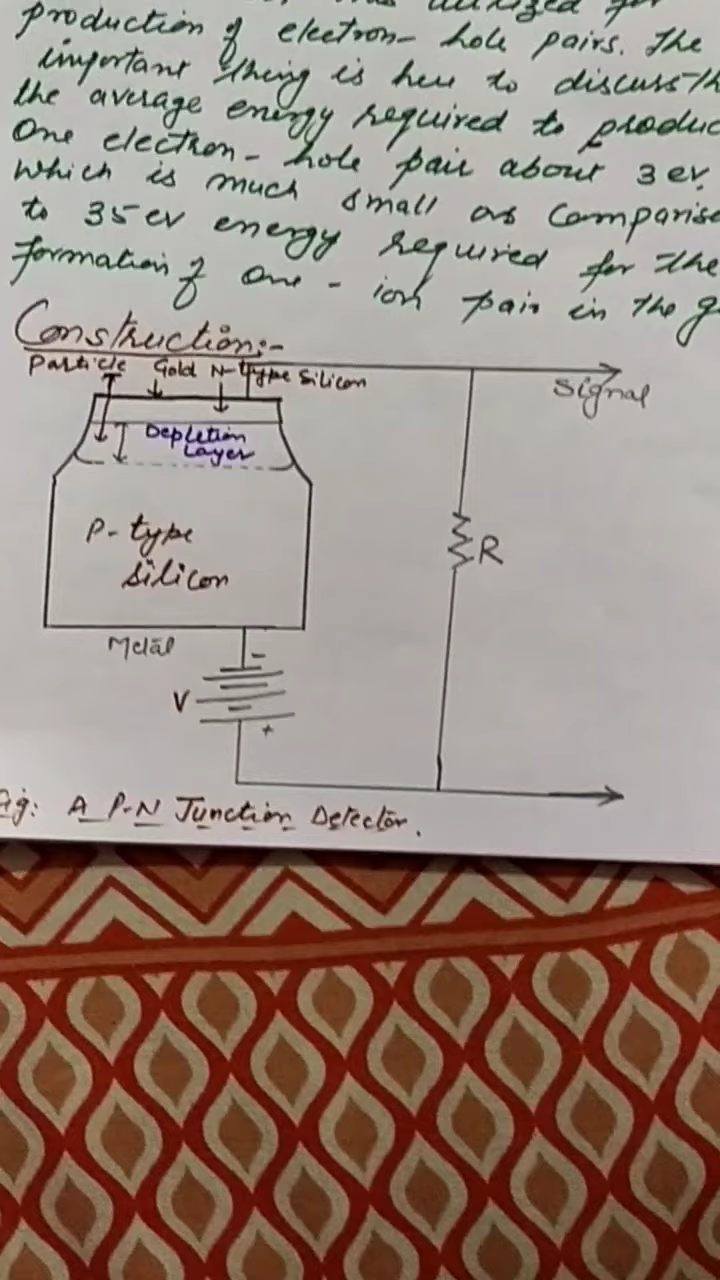 production of electron- hole pairs. The
important thing is here to discuss
the average energy required to
one electron- hole pair about 3 ev.
which is much small as
to 35 ev energy required for the
formation of one - ion pair in the
Construction:-
Particle Gold N-type Silicon
Signal
Depletion
Layer
P-type
Silicon
R
Metal
-
V
+
Fig: A P-N Junction Detector.